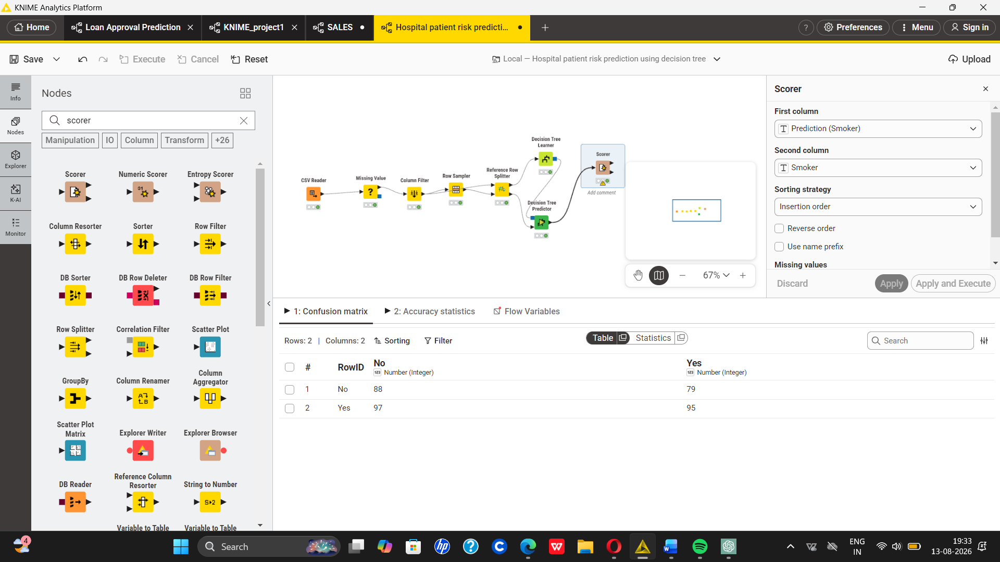 KNIME Analytics Platform
Home
Loan Approval Prediction
KNIME_project1
SALES
Hospital patient risk predicti...
?
Preferences
Menu
Sign in
Save
Execute
Cancel
Reset
Local — Hospital patient risk prediction using decision tree
Upload
Info
Nodes
Explorer
K-AI
Monitor
Nodes
scorer
Manipulation
IO
Column
Transform
+26
Scorer
Numeric Scorer
Entropy Scorer
Column Resorter
Sorter
Row Filter
DB Sorter
DB Row Deleter
DB Row Filter
Row Splitter
Correlation Filter
Scatter Plot
GroupBy
Column Renamer
Column
Aggregator
Scatter Plot
Matrix
Explorer Writer
Explorer Browser
DB Reader
Reference Column
Resorter
String to Number
S▸2
Variable to Table
Variable to Table
CSV Reader
Missing Value
?
Column Filter
Row Sampler
Reference Row
Splitter
Decision Tree
Learner
Decision Tree
Predictor
Scorer
Add comment
67%
Scorer
First column
T Prediction (Smoker)
Second column
T Smoker
Sorting strategy
Insertion order
Reverse order
Use name prefix
Missing values
Discard
Apply
Apply and Execute
1: Confusion matrix
2: Accuracy statistics
Flow Variables
Rows: 2 | Columns: 2
Sorting
Filter
Table
Statistics
Search
# RowID No Yes
Number (Integer) Number (Integer)
1 No 88 79
2 Yes 97 95
4
Search
hp
?
C
W
W
ENG
IN
19:33
13-08-2026